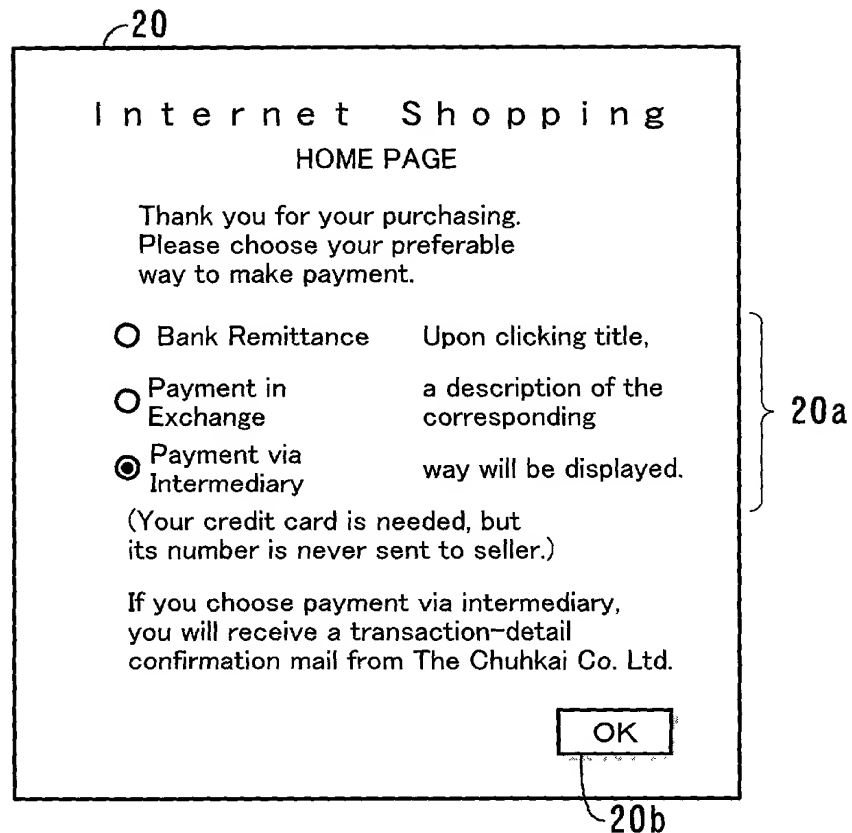 20
Internet Shopping
HOME PAGE
Thank you for your purchasing.
Please choose your preferable
way to make payment.
Bank Remittance Upon clicking title,
Payment in a description of the
Exchange corresponding
Payment via
Intermediary way will be displayed.
20a
(Your credit card is needed, but
its number is never sent to seller.)
If you choose payment via intermediary,
you will receive a transaction-detail
confirmation mail from The Chuhkai Co. Ltd.
OK
20b